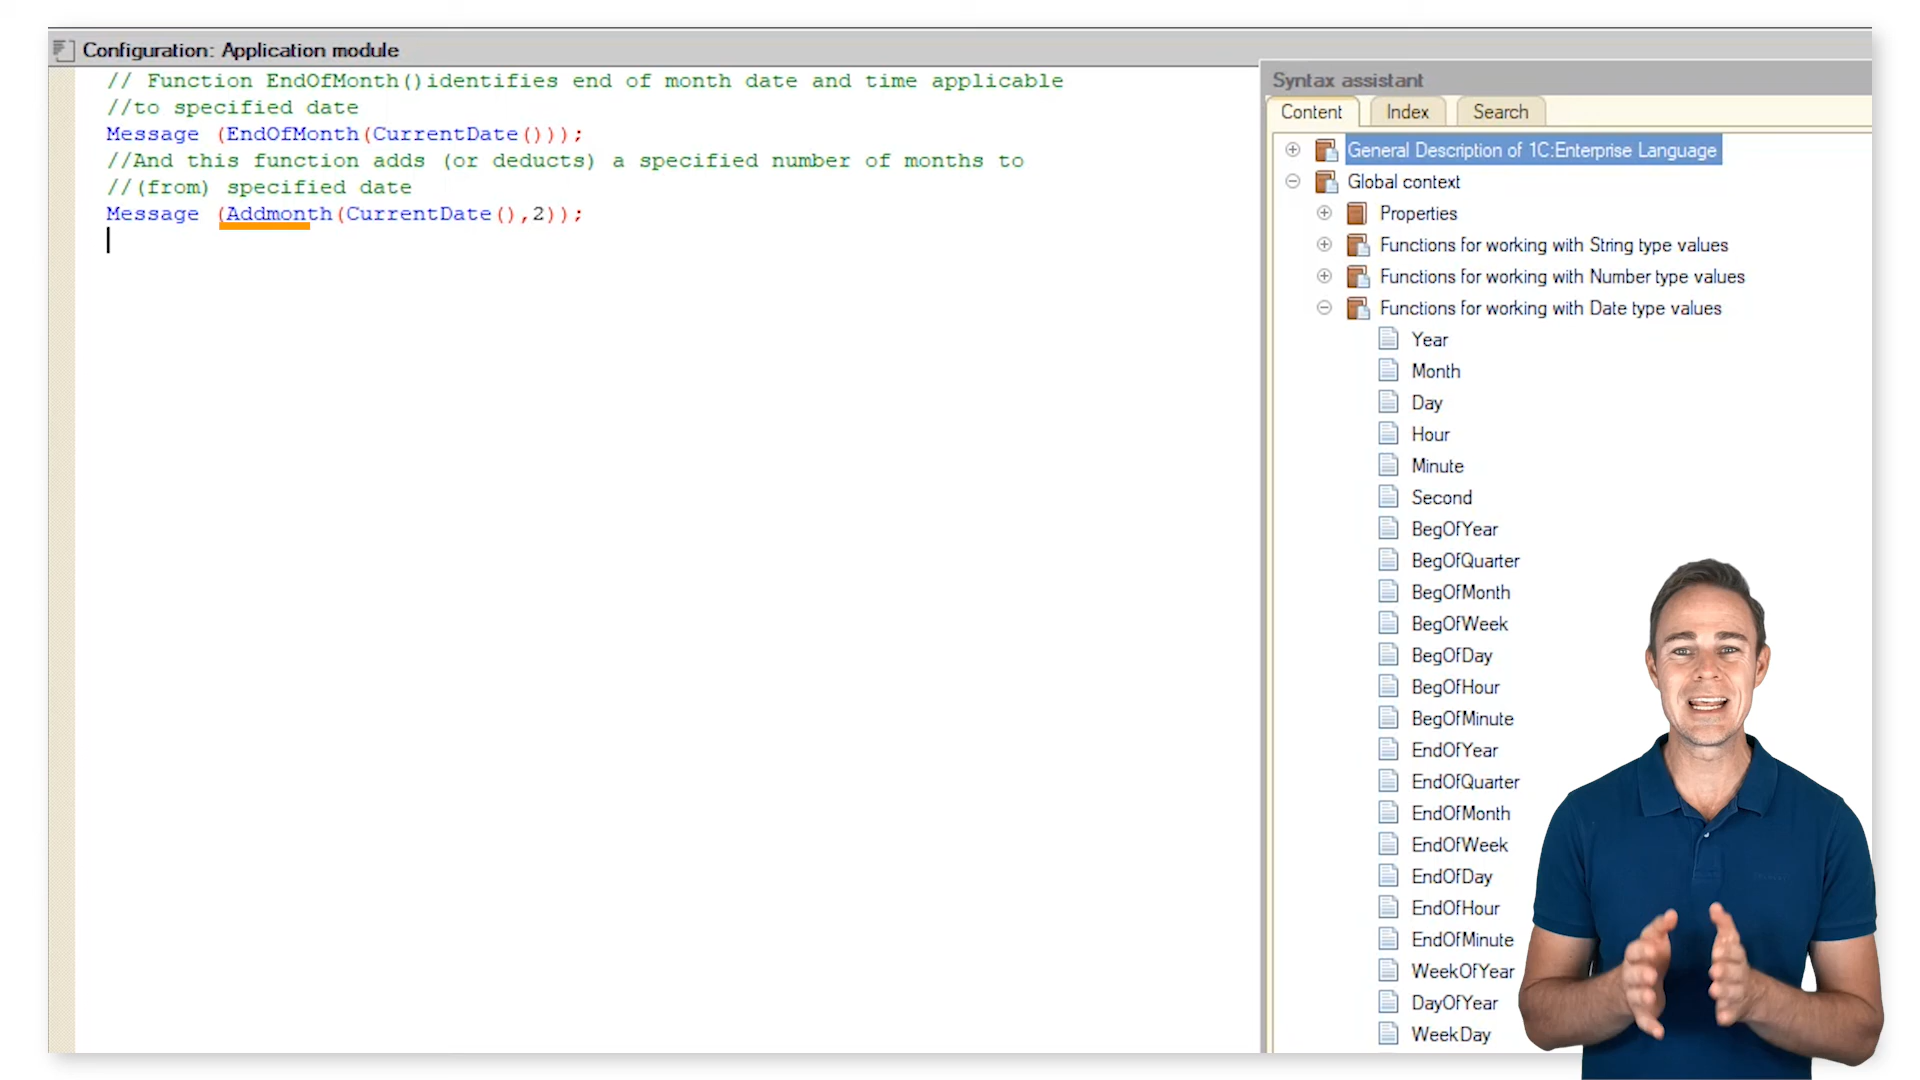 Configuration: Application module
// Function EndOfMonth()identifies end of month date and time applicable
//to specified date
Message (EndOfMonth(CurrentDate()));
//And this function adds (or deducts) a specified number of months to
//(from) specified date
Message (Addmonth(CurrentDate(),2));
Syntax assistant
Content Index Search
General Description of 1C:Enterprise Language
Global context
Properties
Functions for working with String type values
Functions for working with Number type values
Functions for working with Date type values
Year
Month
Day
Hour
Minute
Second
BegOfYear
BegOfQuarter
BegOfMonth
BegOfWeek
BegOfDay
BegOfHour
BegOfMinute
EndOfYear
EndOfQuarter
EndOfMonth
EndOfWeek
EndOfDay
EndOfHour
EndOfMinute
WeekOfYear
DayOfYear
WeekDay